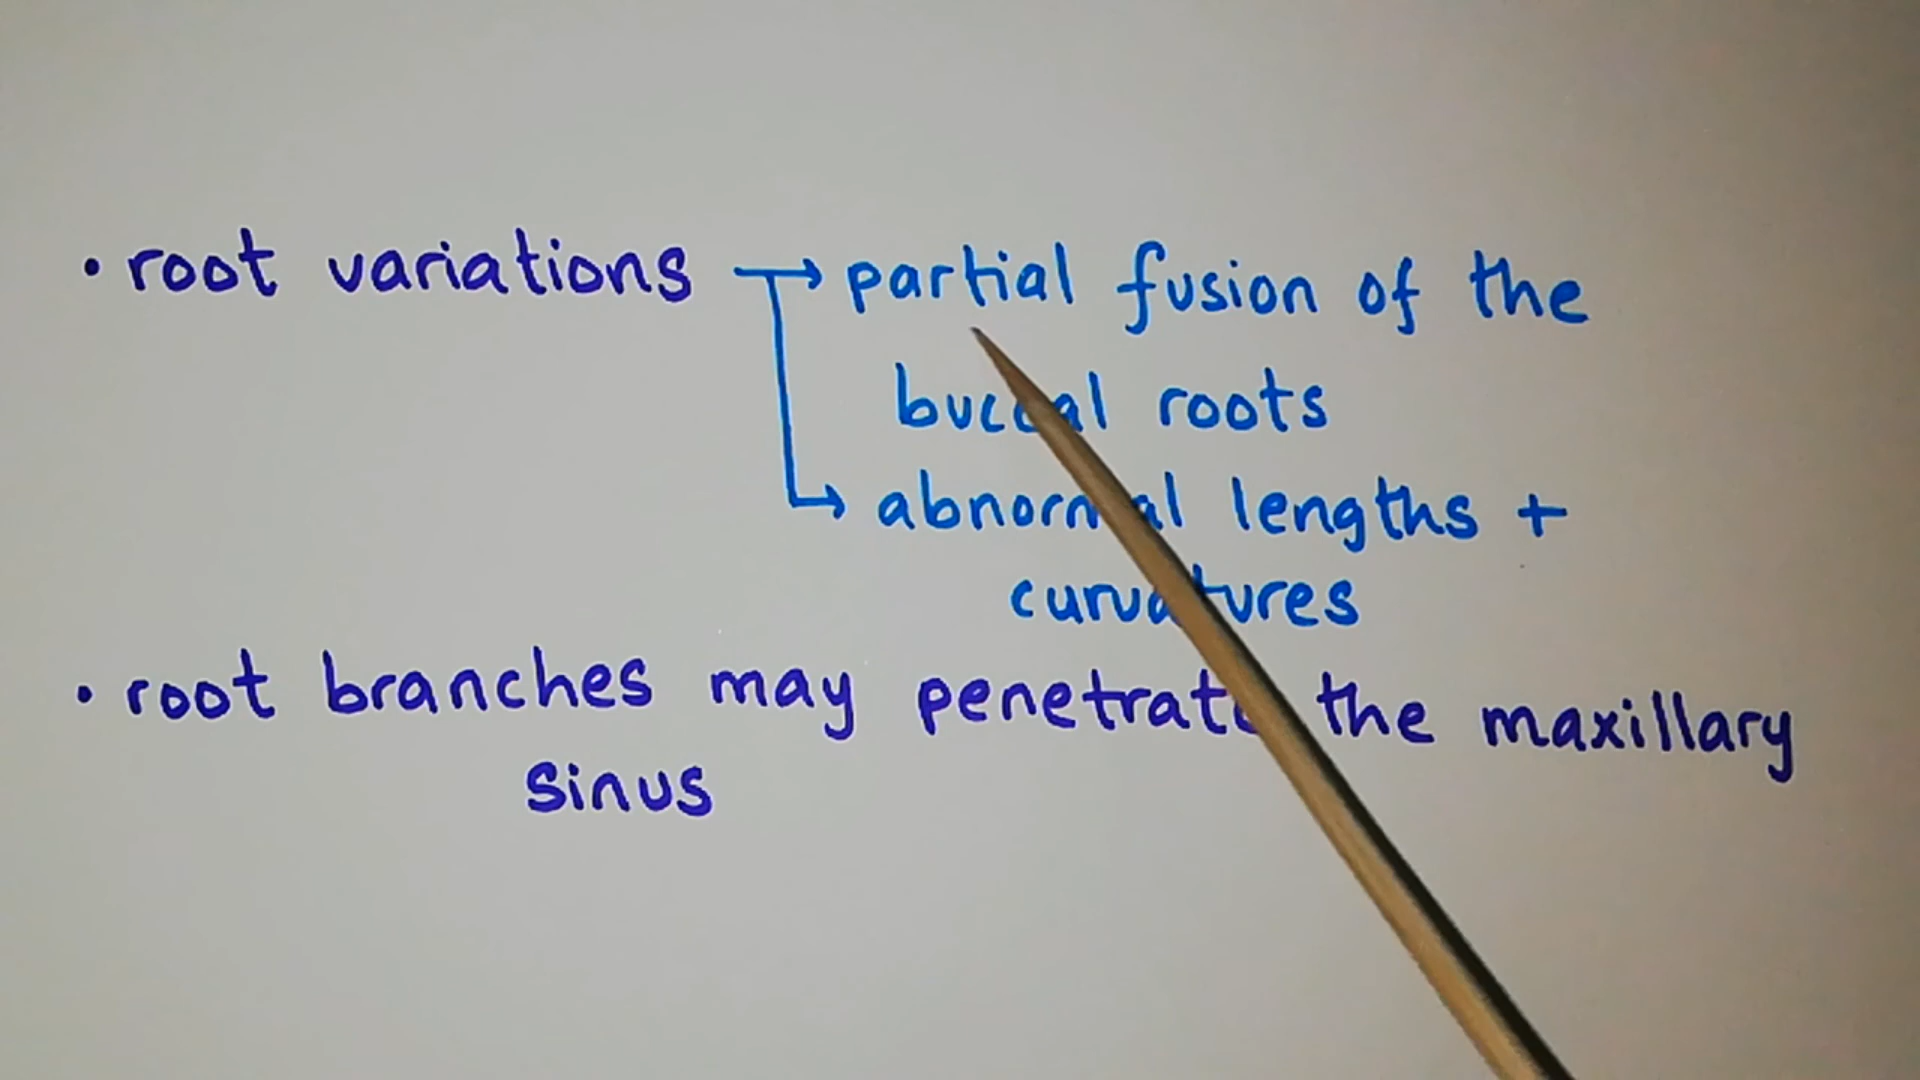 • root variations → partial fusion of the
buccal roots
→ abnormal lengths +
curvatures
• root branches may penetrate the maxillary
sinus